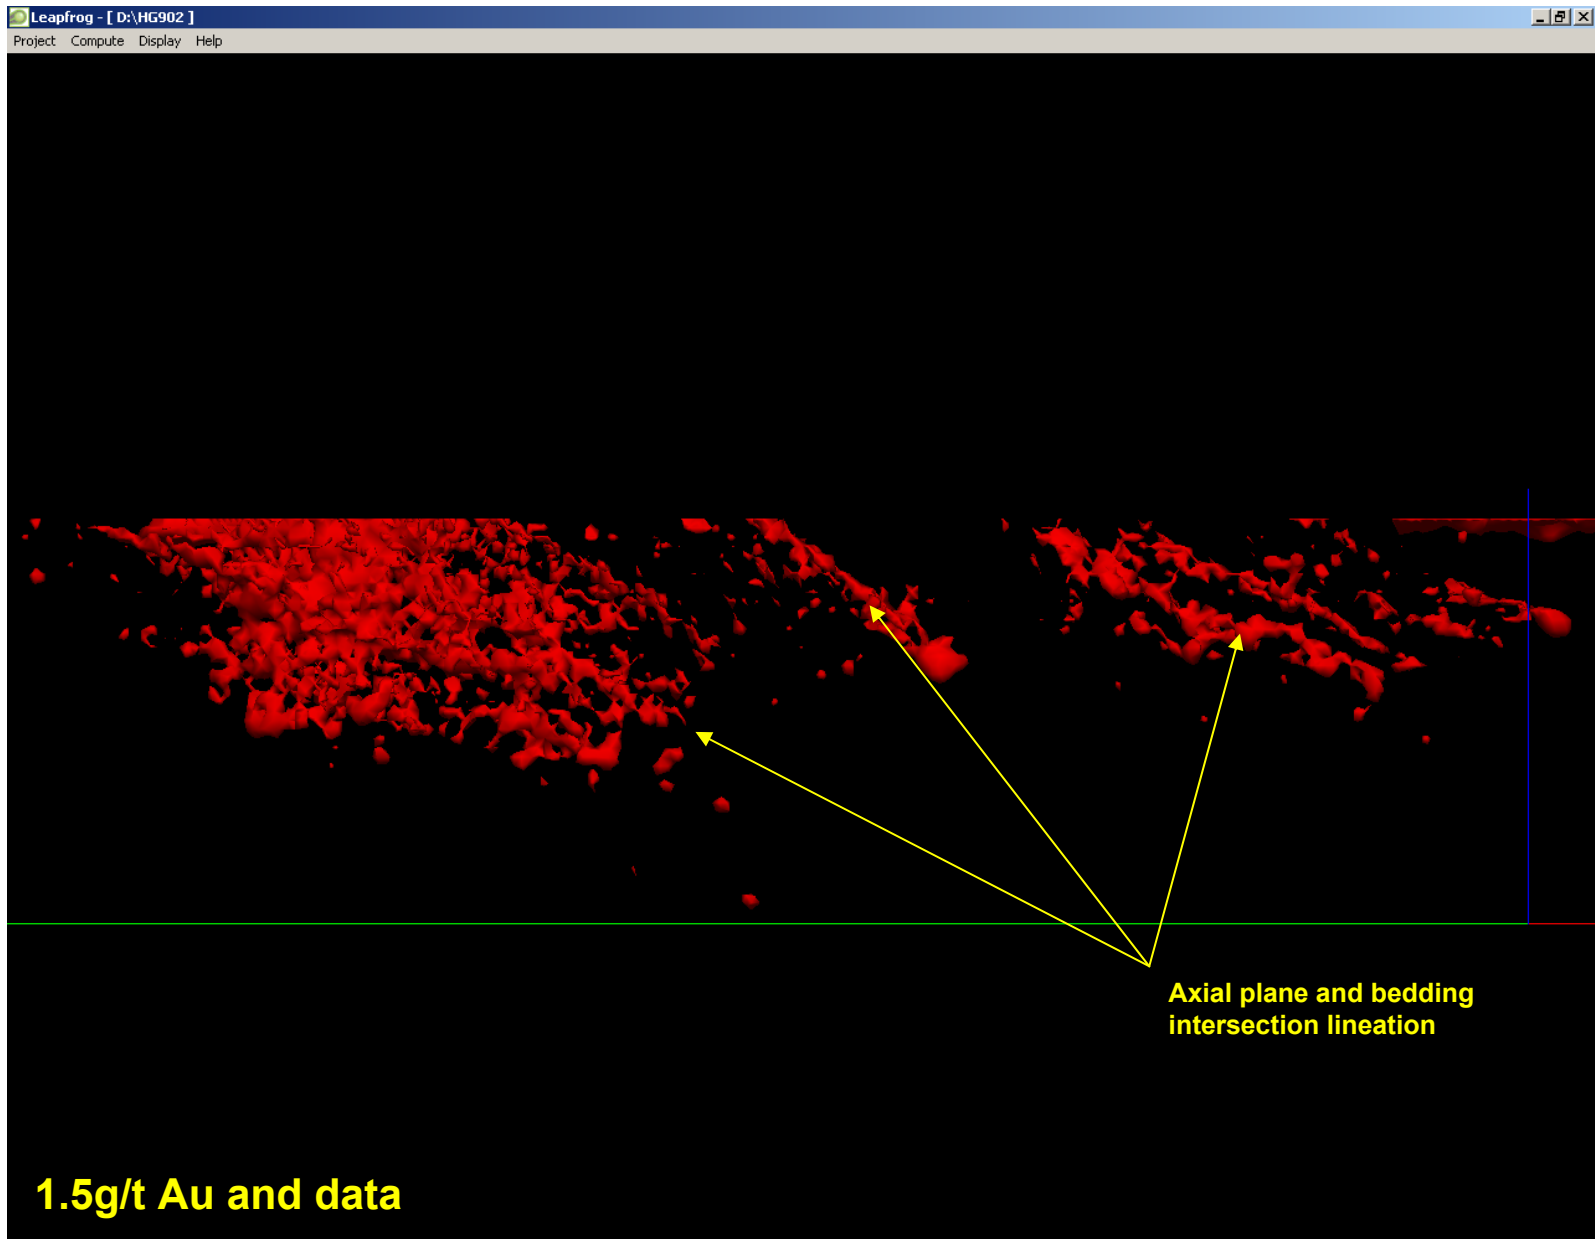 Leapfrog - [ D:\HG902 ]
Project Compute Display Help
Axial plane and bedding
intersection lineation
1.5g/t Au and data